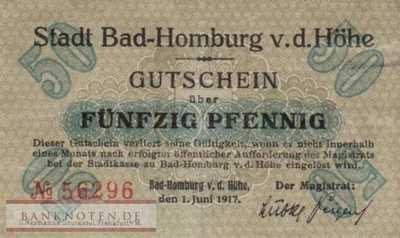 Stadt Bad-Homburg v.d.Höhe
50 50
GUTSCHEIN
über
FÜNFZIG PFENNIG
Dieser Gutschein verliert seine Gültigkeit, wenn er nicht innerhalb
eines Monats nach erfolgter öffentlicher Aufforderung des Magistrats
bei der Stadtkasse zu Bad-Homburg v.d.Höhe eingelöst wird.
№ 56296
Bad-Homburg v. d. Höhe,
1. Juni 1917.
Der Magistrat:
BANKNOTEN.DE